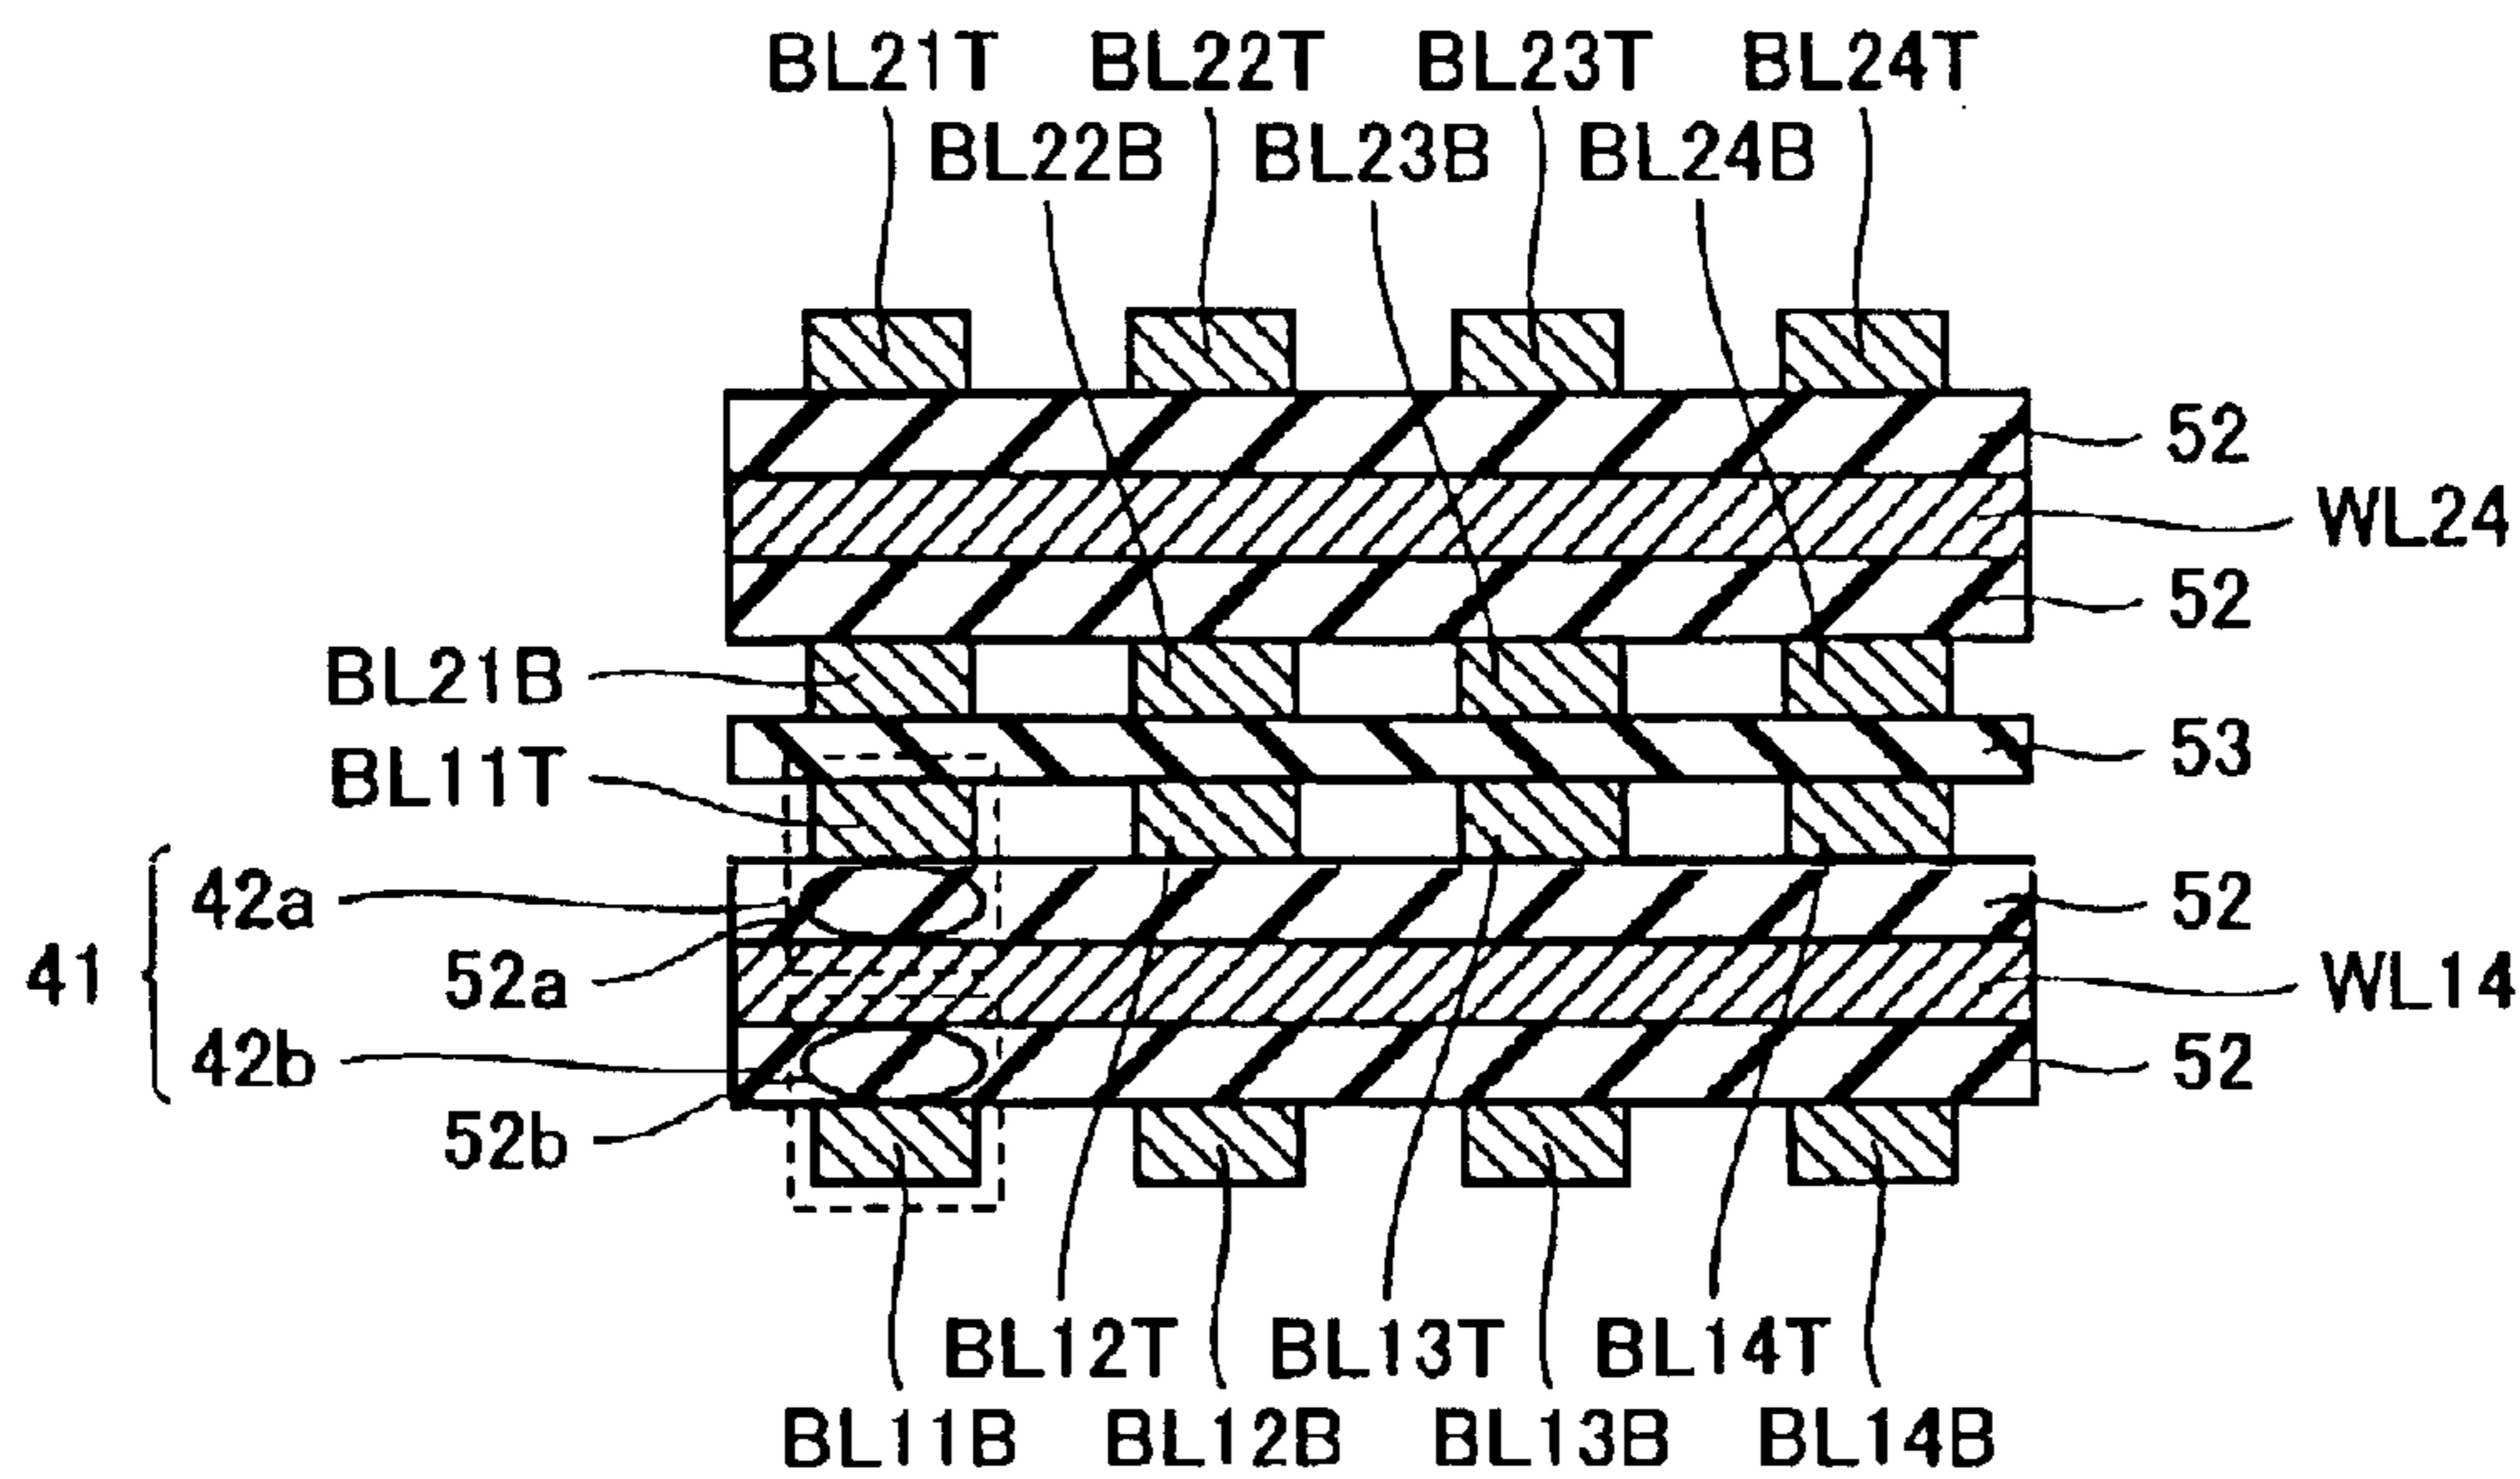 BL21T BL22T BL23T BL24T
BL22B BL23B BL24B
52
WL24
52
BL21B
53
BL11T
42a
52
41
52a
WL14
42b
52
52b
BL12T BL13T BL14T
BL11B BL12B BL13B BL14B